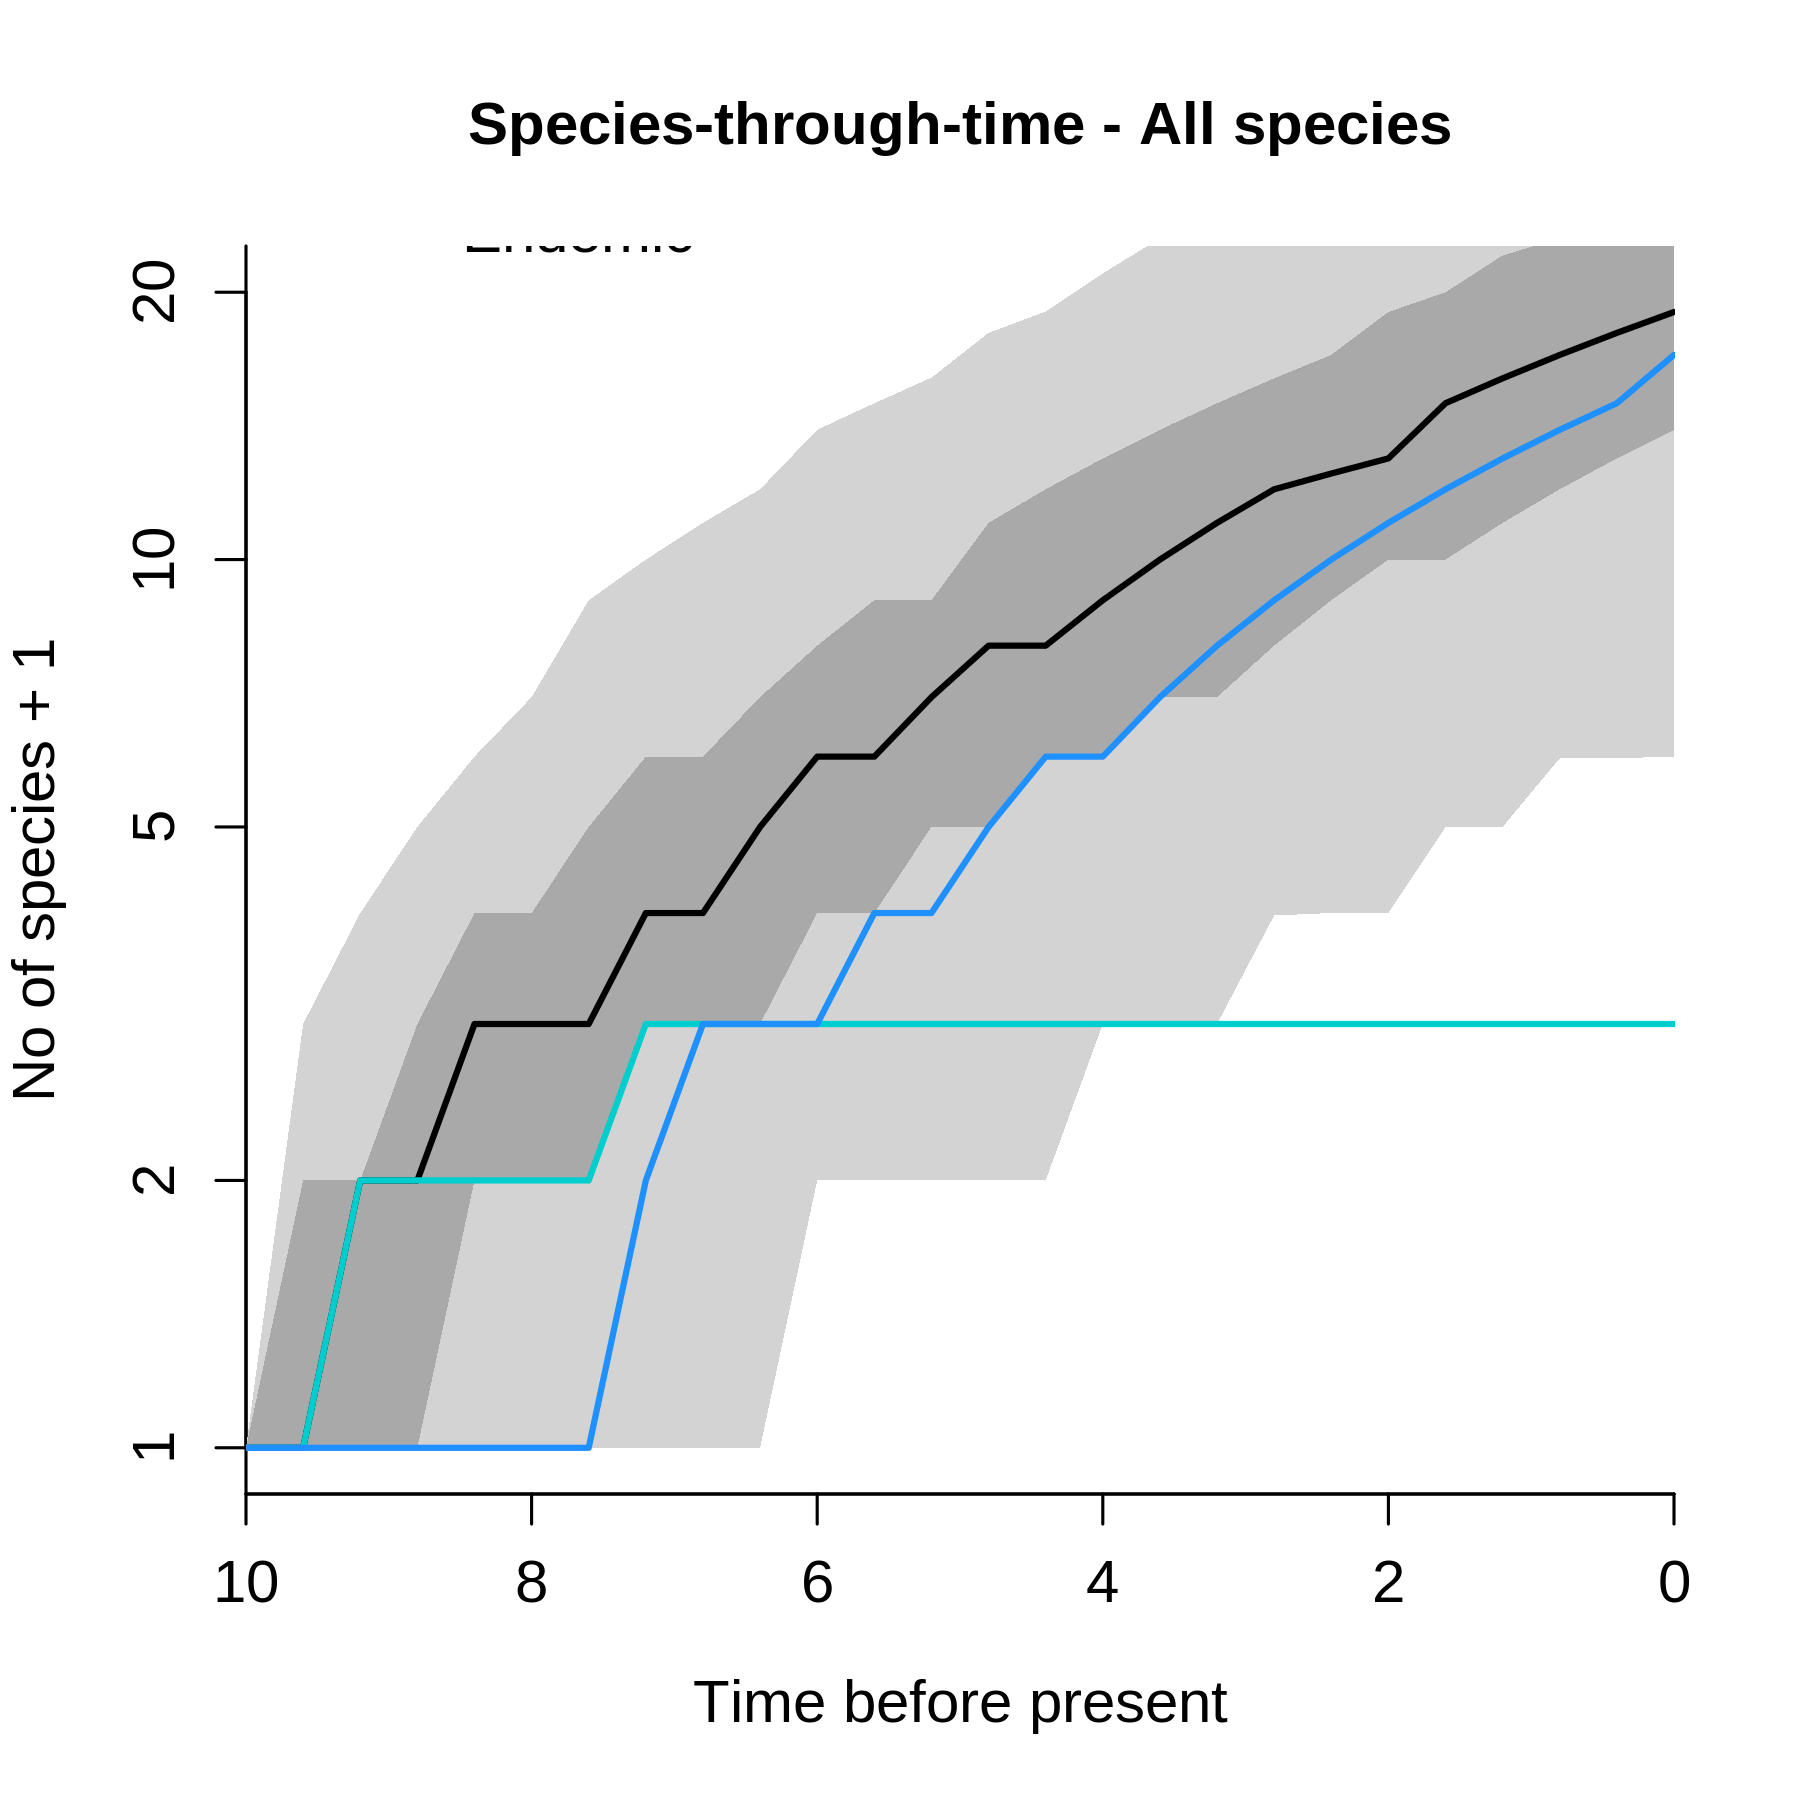 Species-through-time - All species
Endemic
20
10
5
2
1
No of species + 1
10 8 6 4 2 0
Time before present